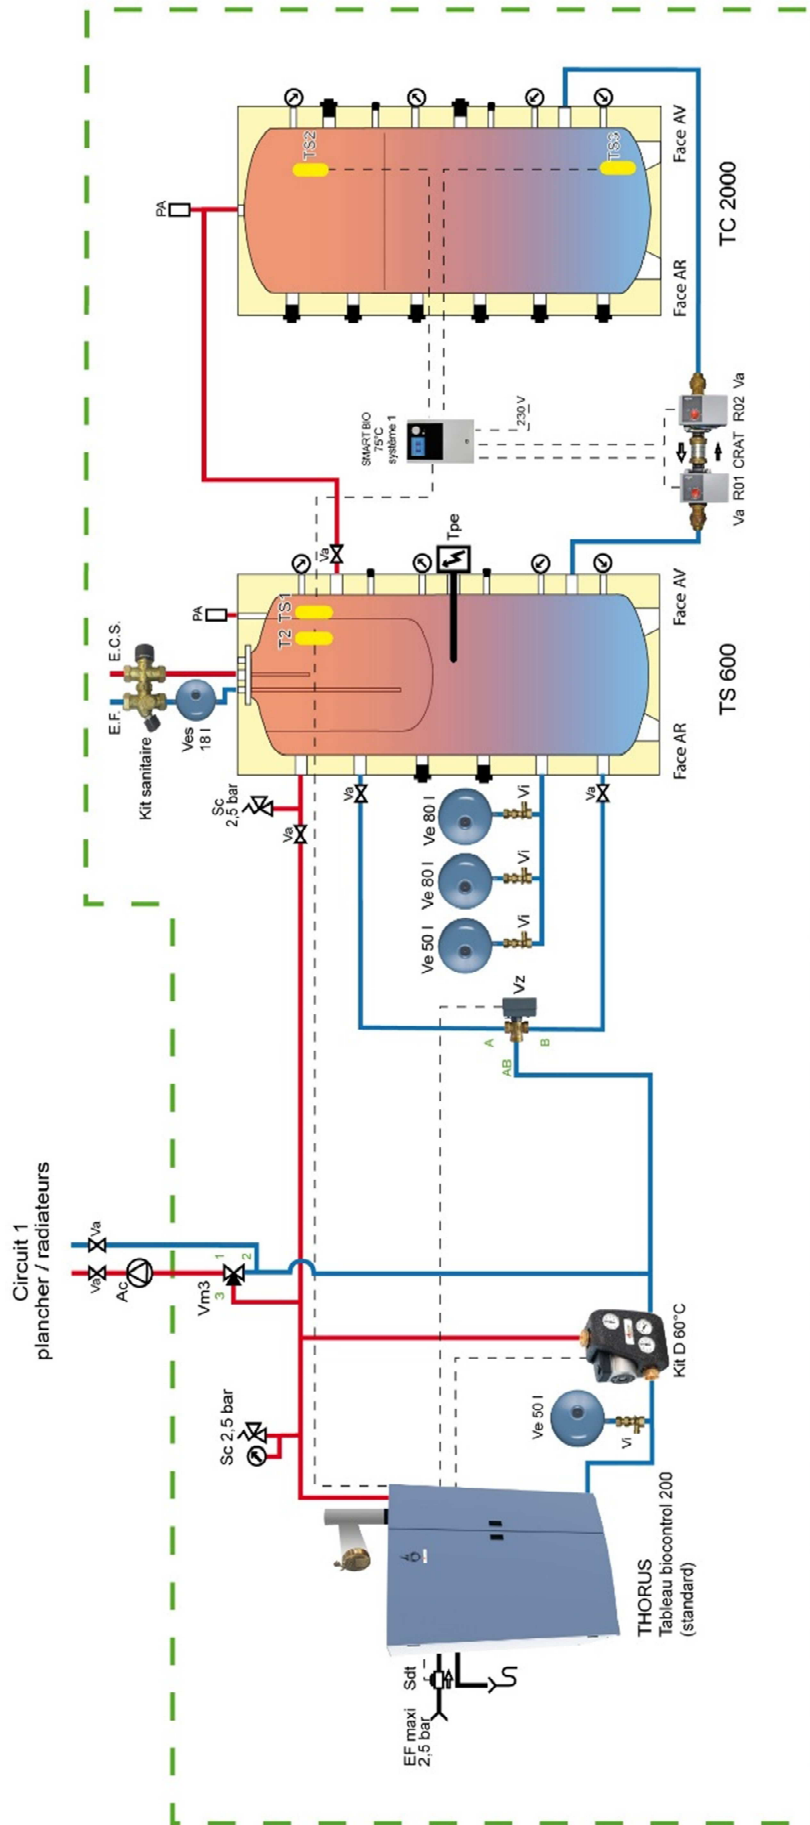 Circuit 1
plancher / radiateurs
Va
Va
Ac
Vm3
1
2
3
Sc 2,5 bar
EF maxi
2,5 bar
Sdt
THORUS
Tableau biocontrol 200
(standard)
Ve 50 l
Vi
Kit D 60°C
E.F.
E.C.S.
Kit sanitaire
Ves
18 l
Sc
2,5 bar
Va
Va
Va
Ve 50 l
Vi
Ve 80 l
Vi
Ve 80 l
Vi
Vz
A
B
AB
PA
T2
TS1
Tpe
Va
Face AR
Face AV
TS 600
SMART BIO
75°C
système 1
230 V
Va
R01
CRAT
R02
Va
PA
TS2
TS3
Face AR
Face AV
TC 2000